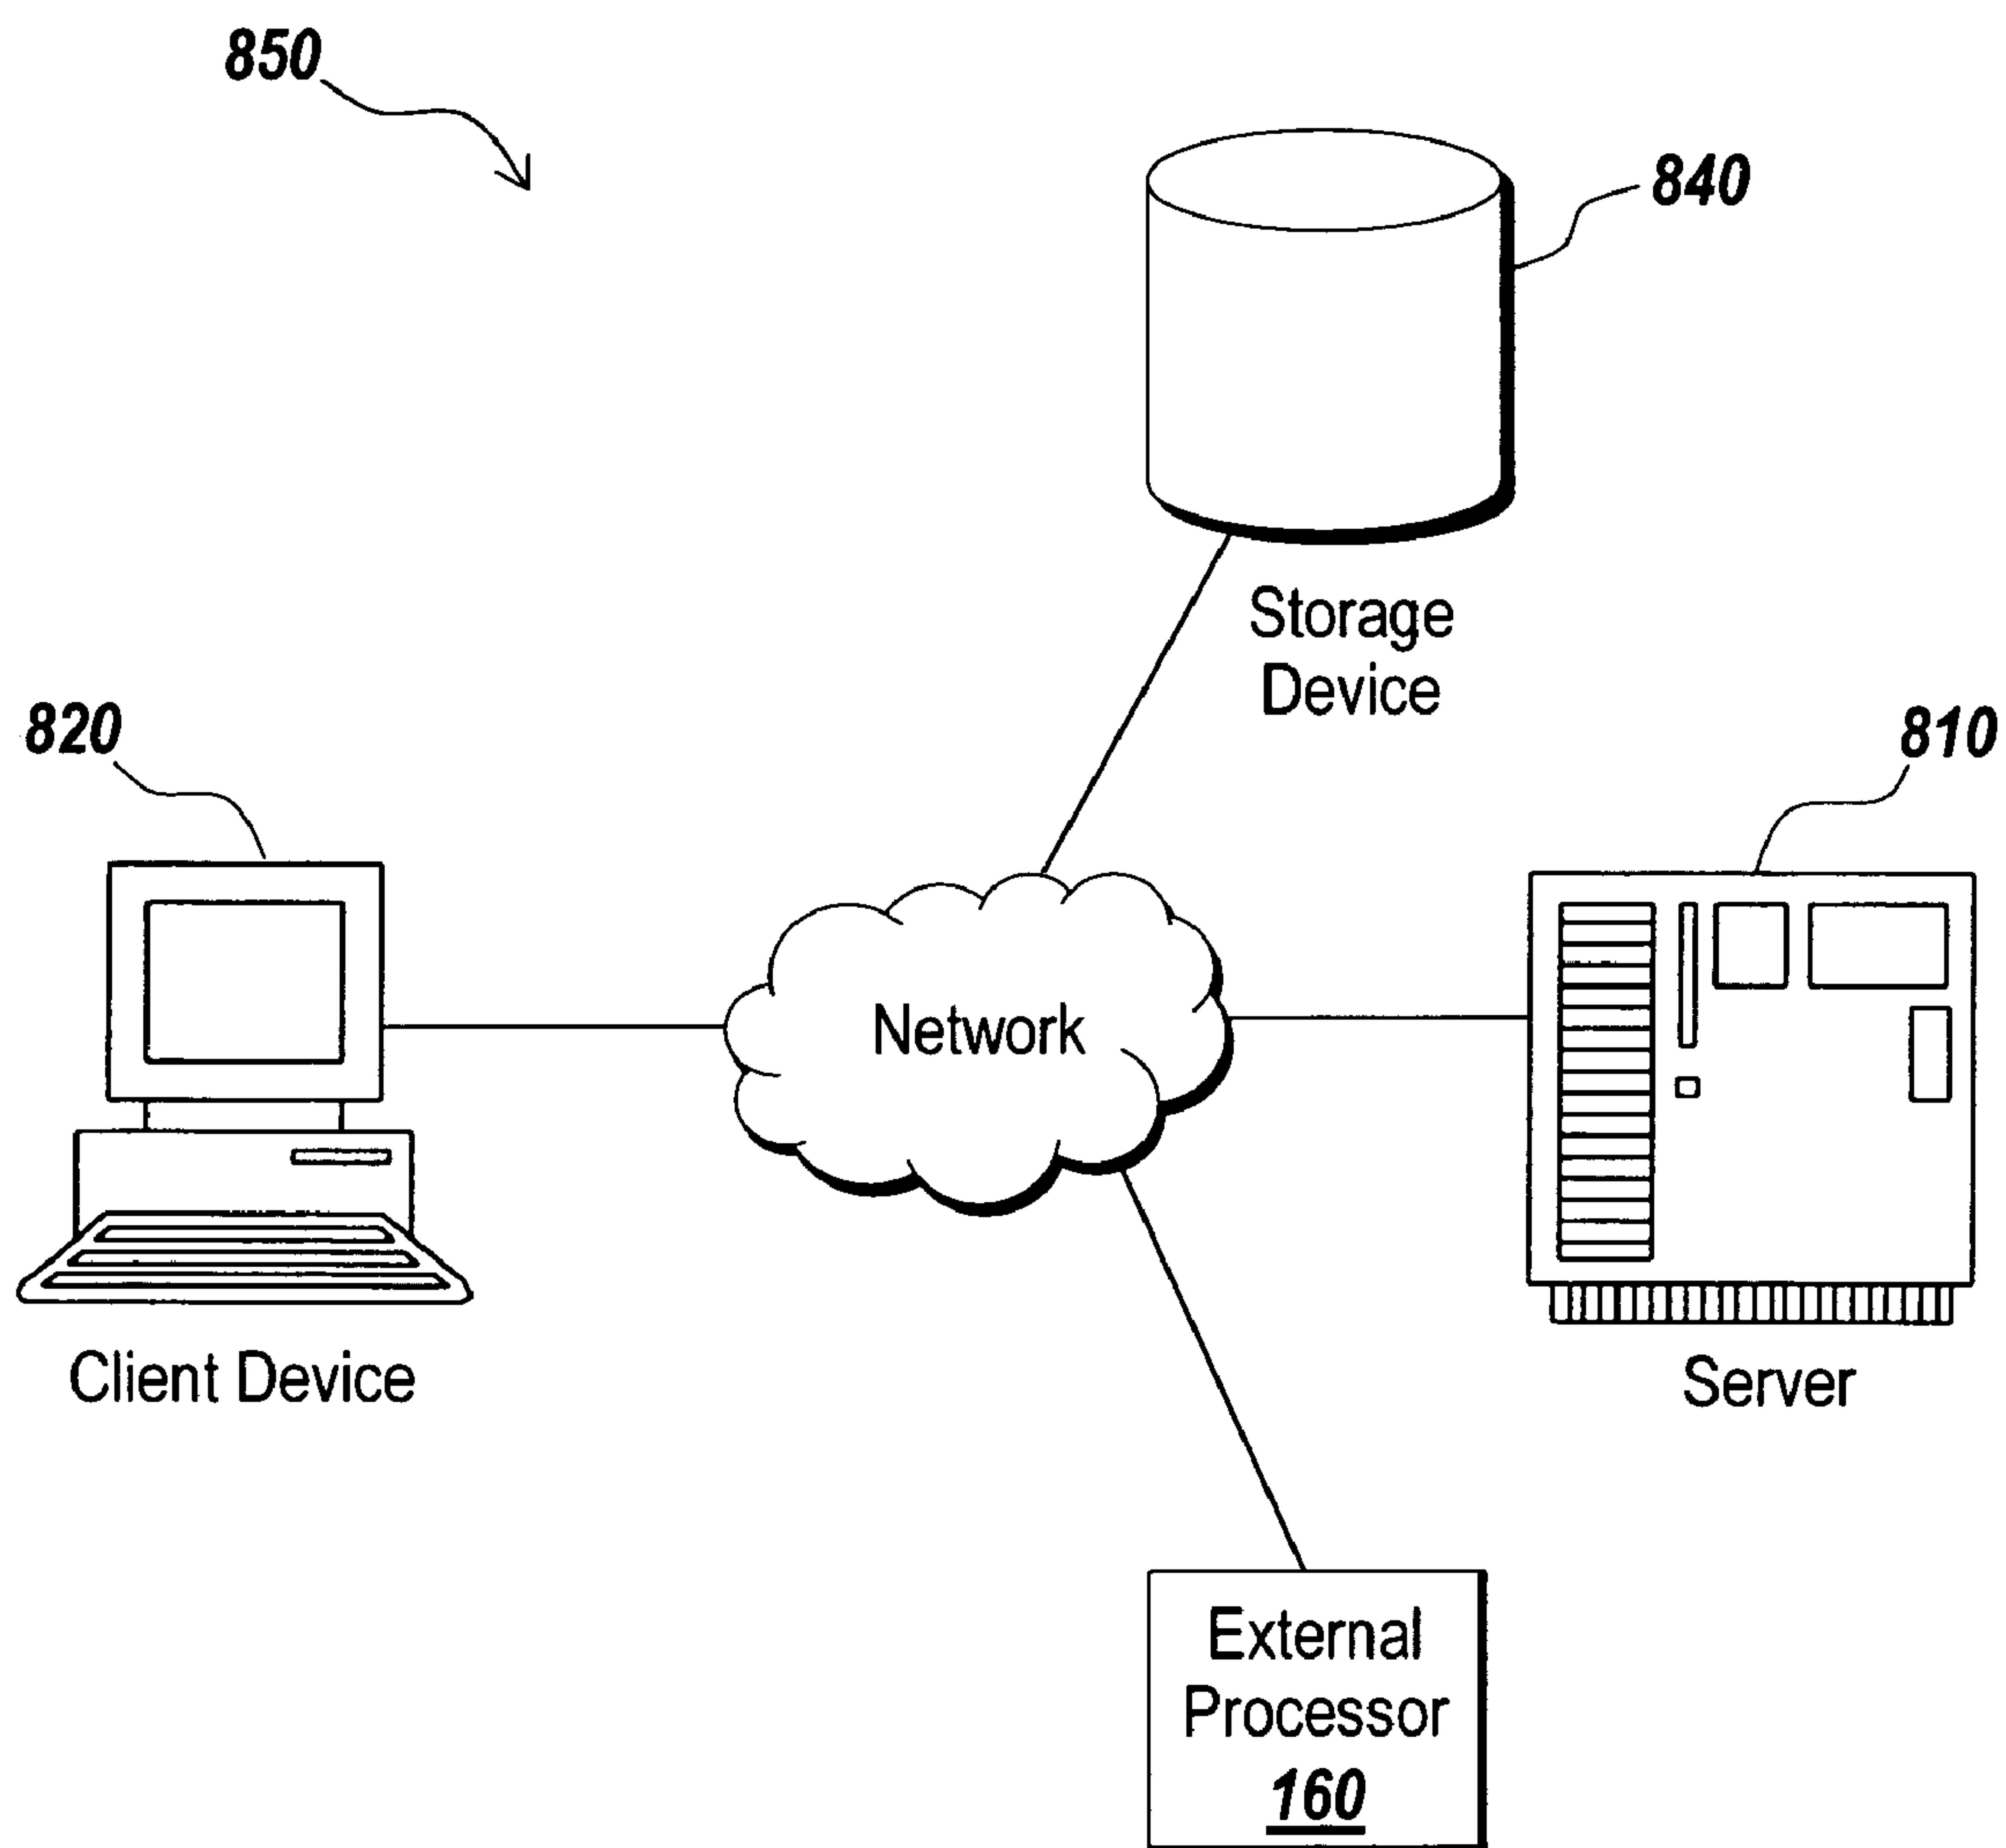 850
840
Storage
Device
820
810
Network
Client Device
Server
External
Processor
160